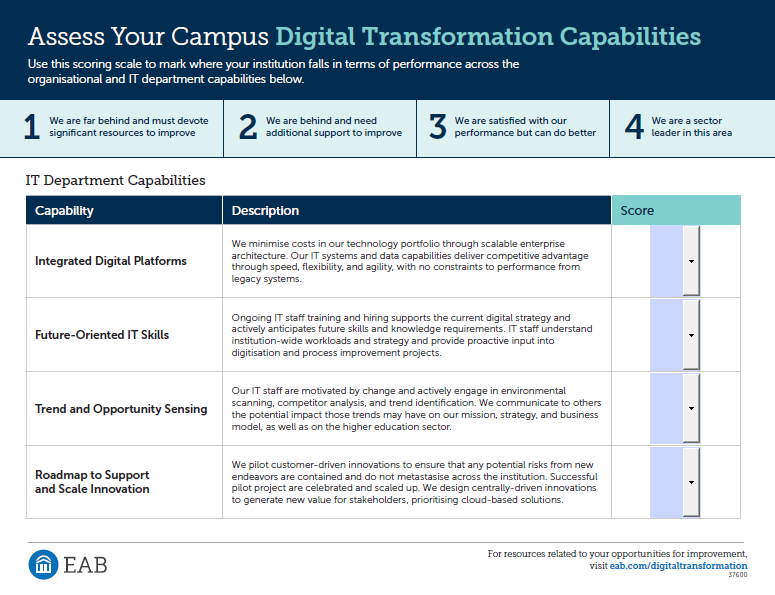 Assess Your Campus Digital Transformation Capabilities
Use this scoring scale to mark where your institution falls in terms of performance across the
organisational and IT department capabilities below.
1 We are far behind and must devote
significant resources to improve
2 We are behind and need
additional support to improve
3 We are satisfied with our
performance but can do better
4 We are a sector
leader in this area
IT Department Capabilities
Capability Description Score
Integrated Digital Platforms
We minimise costs in our technology portfolio through scalable enterprise
architecture. Our IT systems and data capabilities deliver competitive advantage
through speed, flexibility, and agility, with no constraints to performance from
legacy systems.
Future-Oriented IT Skills
Ongoing IT staff training and hiring supports the current digital strategy and
actively anticipates future skills and knowledge requirements. IT staff understand
institution-wide workloads and strategy and provide proactive input into
digitisation and process improvement projects.
Trend and Opportunity Sensing
Our IT staff are motivated by change and actively engage in environmental
scanning, competitor analysis, and trend identification. We communicate to others
the potential impact those trends may have on our mission, strategy, and business
model, as well as on the higher education sector.
Roadmap to Support
and Scale Innovation
We pilot customer-driven innovations to ensure that any potential risks from new
endeavors are contained and do not metastasise across the institution. Successful
pilot project are celebrated and scaled up. We design centrally-driven innovations
to generate new value for stakeholders, prioritising cloud-based solutions.
EAB
For resources related to your opportunities for improvement,
visit eab.com/digitaltransformation
37600